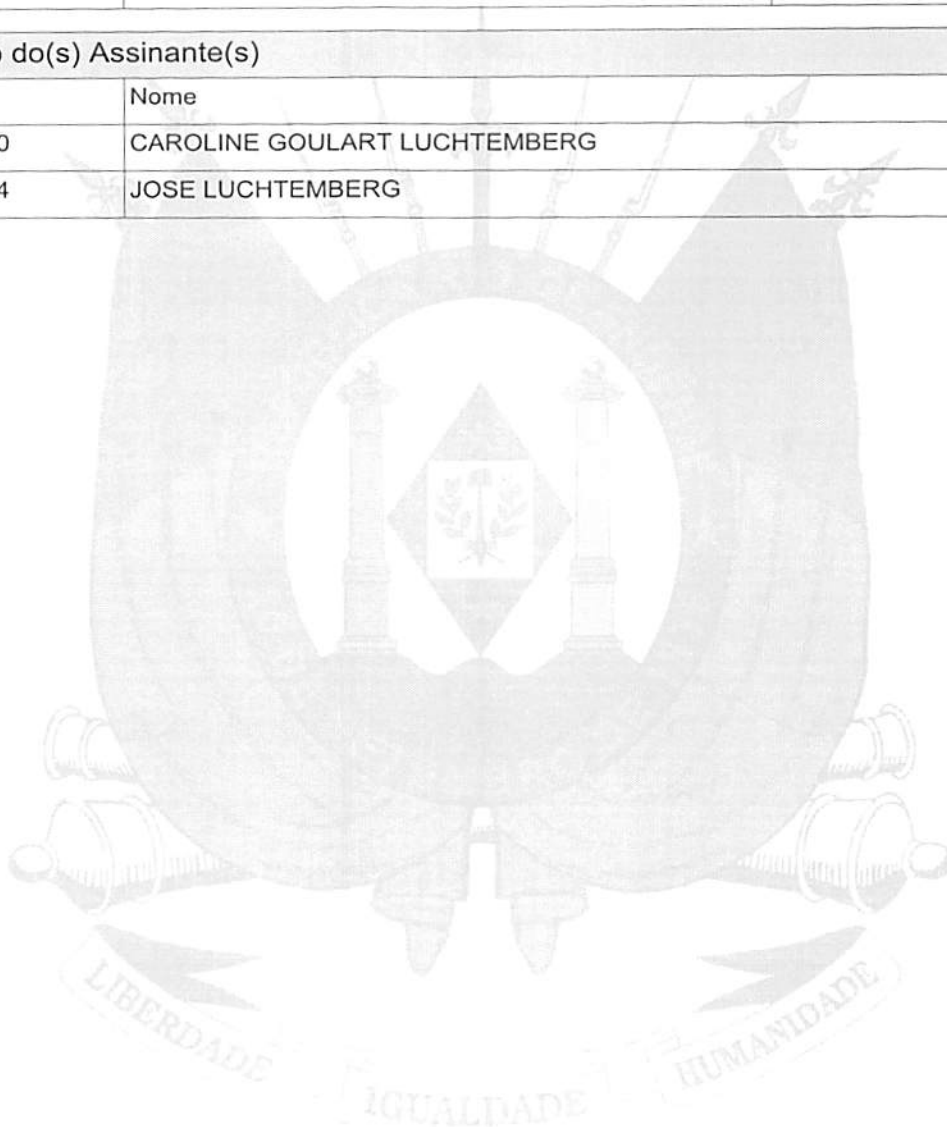 do(s) Assinante(s)
Nome
0 CAROLINE GOULART LUCHTEMBERG
4 JOSE LUCHTEMBERG
LIBERDADE IGUALDADE HUMANIDADE